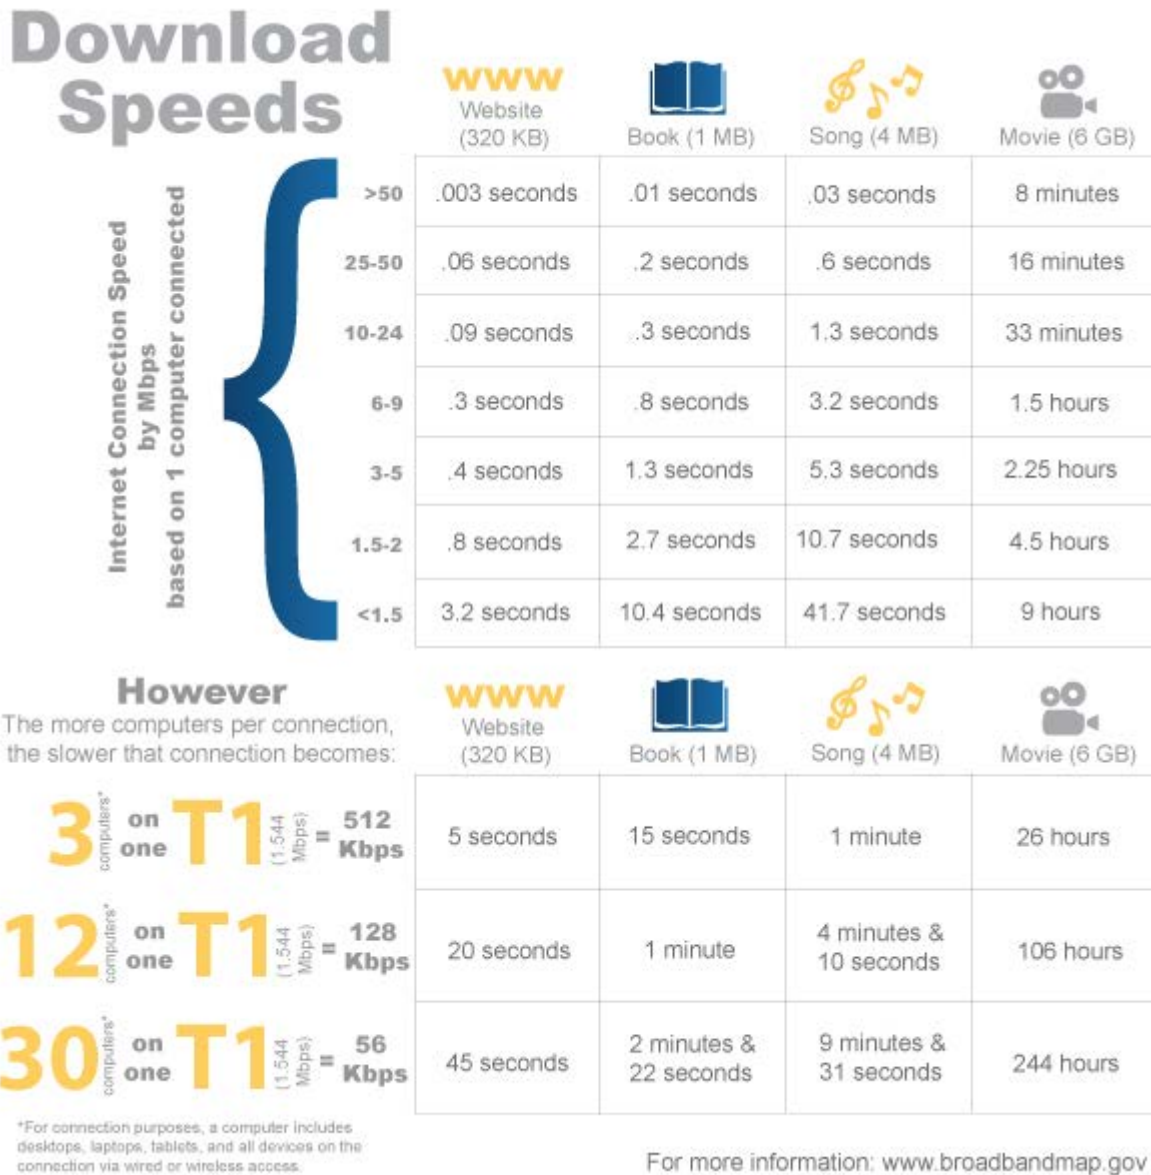 Download
Speeds
www
Website
(320 KB)
Book (1 MB)
Song (4 MB)
Movie (6 GB)
Internet Connection Speed
by Mbps
based on 1 computer connected
>50 .003 seconds .01 seconds .03 seconds 8 minutes
25-50 .06 seconds .2 seconds .6 seconds 16 minutes
10-24 .09 seconds .3 seconds 1.3 seconds 33 minutes
6-9 .3 seconds .8 seconds 3.2 seconds 1.5 hours
3-5 .4 seconds 1.3 seconds 5.3 seconds 2.25 hours
1.5-2 .8 seconds 2.7 seconds 10.7 seconds 4.5 hours
<1.5 3.2 seconds 10.4 seconds 41.7 seconds 9 hours
However
The more computers per connection,
the slower that connection becomes:
www
Website
(320 KB)
Book (1 MB)
Song (4 MB)
Movie (6 GB)
3 computers* on one T1 (1.544 Mbps) = 512 Kbps 5 seconds 15 seconds 1 minute 26 hours
12 computers* on one T1 (1.544 Mbps) = 128 Kbps 20 seconds 1 minute 4 minutes & 10 seconds 106 hours
30 computers* on one T1 (1.544 Mbps) = 56 Kbps 45 seconds 2 minutes & 22 seconds 9 minutes & 31 seconds 244 hours
*For connection purposes, a computer includes
desktops, laptops, tablets, and all devices on the
connection via wired or wireless access.
For more information: www.broadbandmap.gov